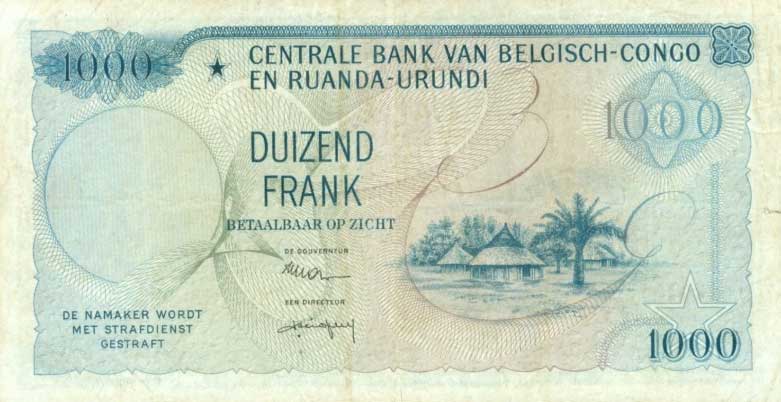 1000
CENTRALE BANK VAN BELGISCH-CONGO
EN RUANDA-URUNDI
1000
DUIZEND
FRANK
BETAALBAAR OP ZICHT
DE GOUVERNEUR
EEN DIRECTEUR
DE NAMAKER WORDT
MET STRAFDIENST
GESTRAFT
1000